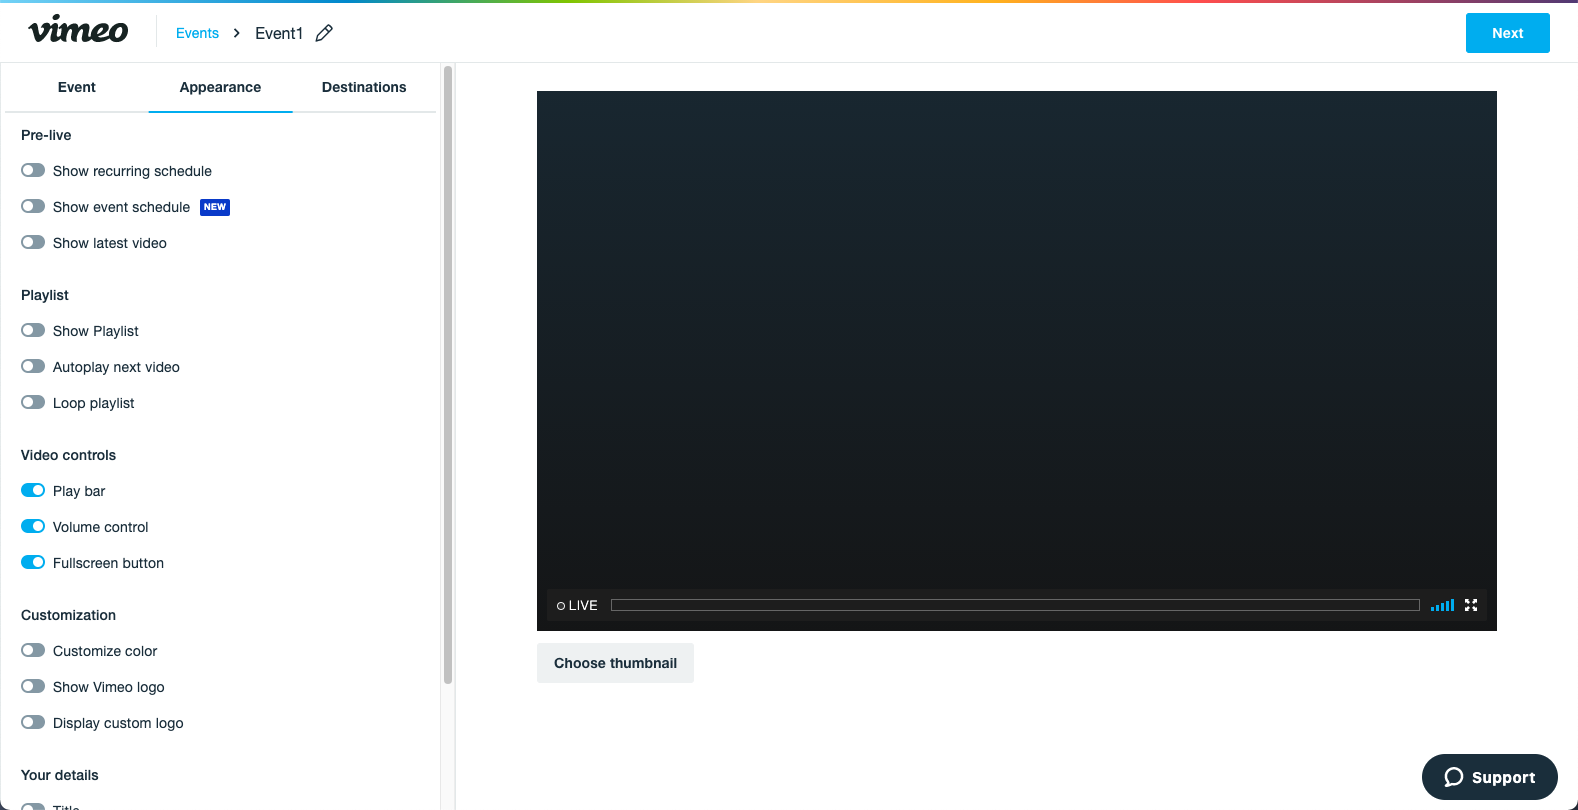 vimeo
Events > Event1
Next
Event Appearance Destinations
Pre-live
Show recurring schedule
Show event schedule NEW
Show latest video
Playlist
Show Playlist
Autoplay next video
Loop playlist
Video controls
Play bar
Volume control
Fullscreen button
Customization
Customize color
Show Vimeo logo
Display custom logo
Your details
Title
LIVE
Choose thumbnail
Support